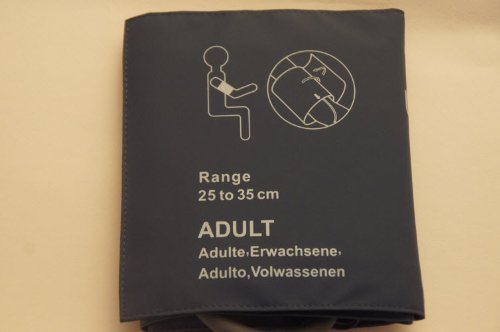 Range
25 to 35 cm
ADULT
Adulte,Erwachsene,
Adulto,Volwassenen